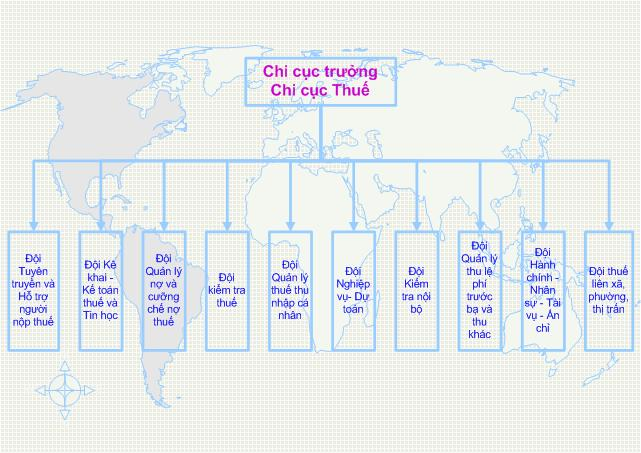 Chi cục trưởng
Chi cục Thuế
Đội
Tuyên
truyền và
Hỗ trợ
người
nộp thuế
Đội Kê
khai -
Kế toán
thuế và
Tin học
Đội
Quản lý
nợ và
cưỡng
chế nợ
thuế
Đội
kiểm tra
thuế
Đội
Quản lý
thuế thu
nhập cá
nhân
Đội
Nghiệp
vụ- Dự
toán
Đội
Kiểm
tra nội
bộ
Đội
Quản lý
thu lệ
phí
trước
bạ và
thu
khác
Đội
Hành
chính -
Nhân
sự - Tài
vụ - Ấn
chỉ
Đội thuế
liên xã,
phường,
thị trấn